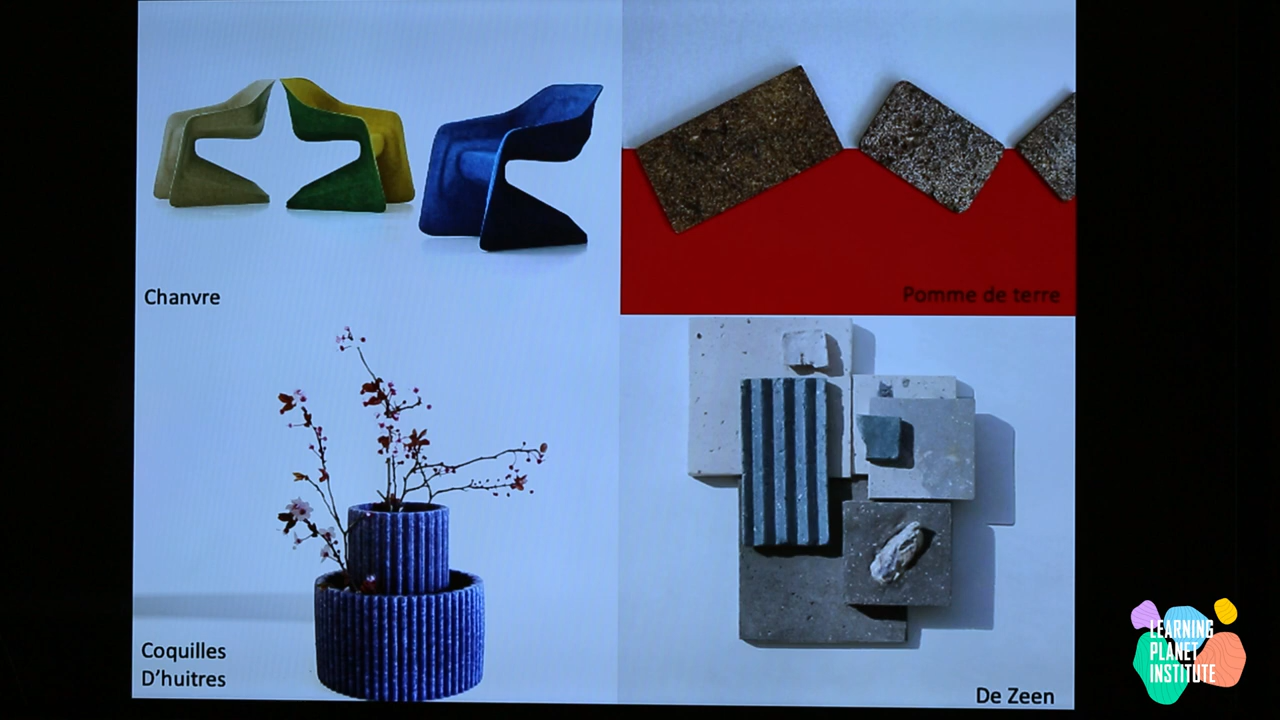 Chanvre
Pomme de terre
Coquilles
D'huitres
De Zeen
LEARNING
PLANET
INSTITUTE